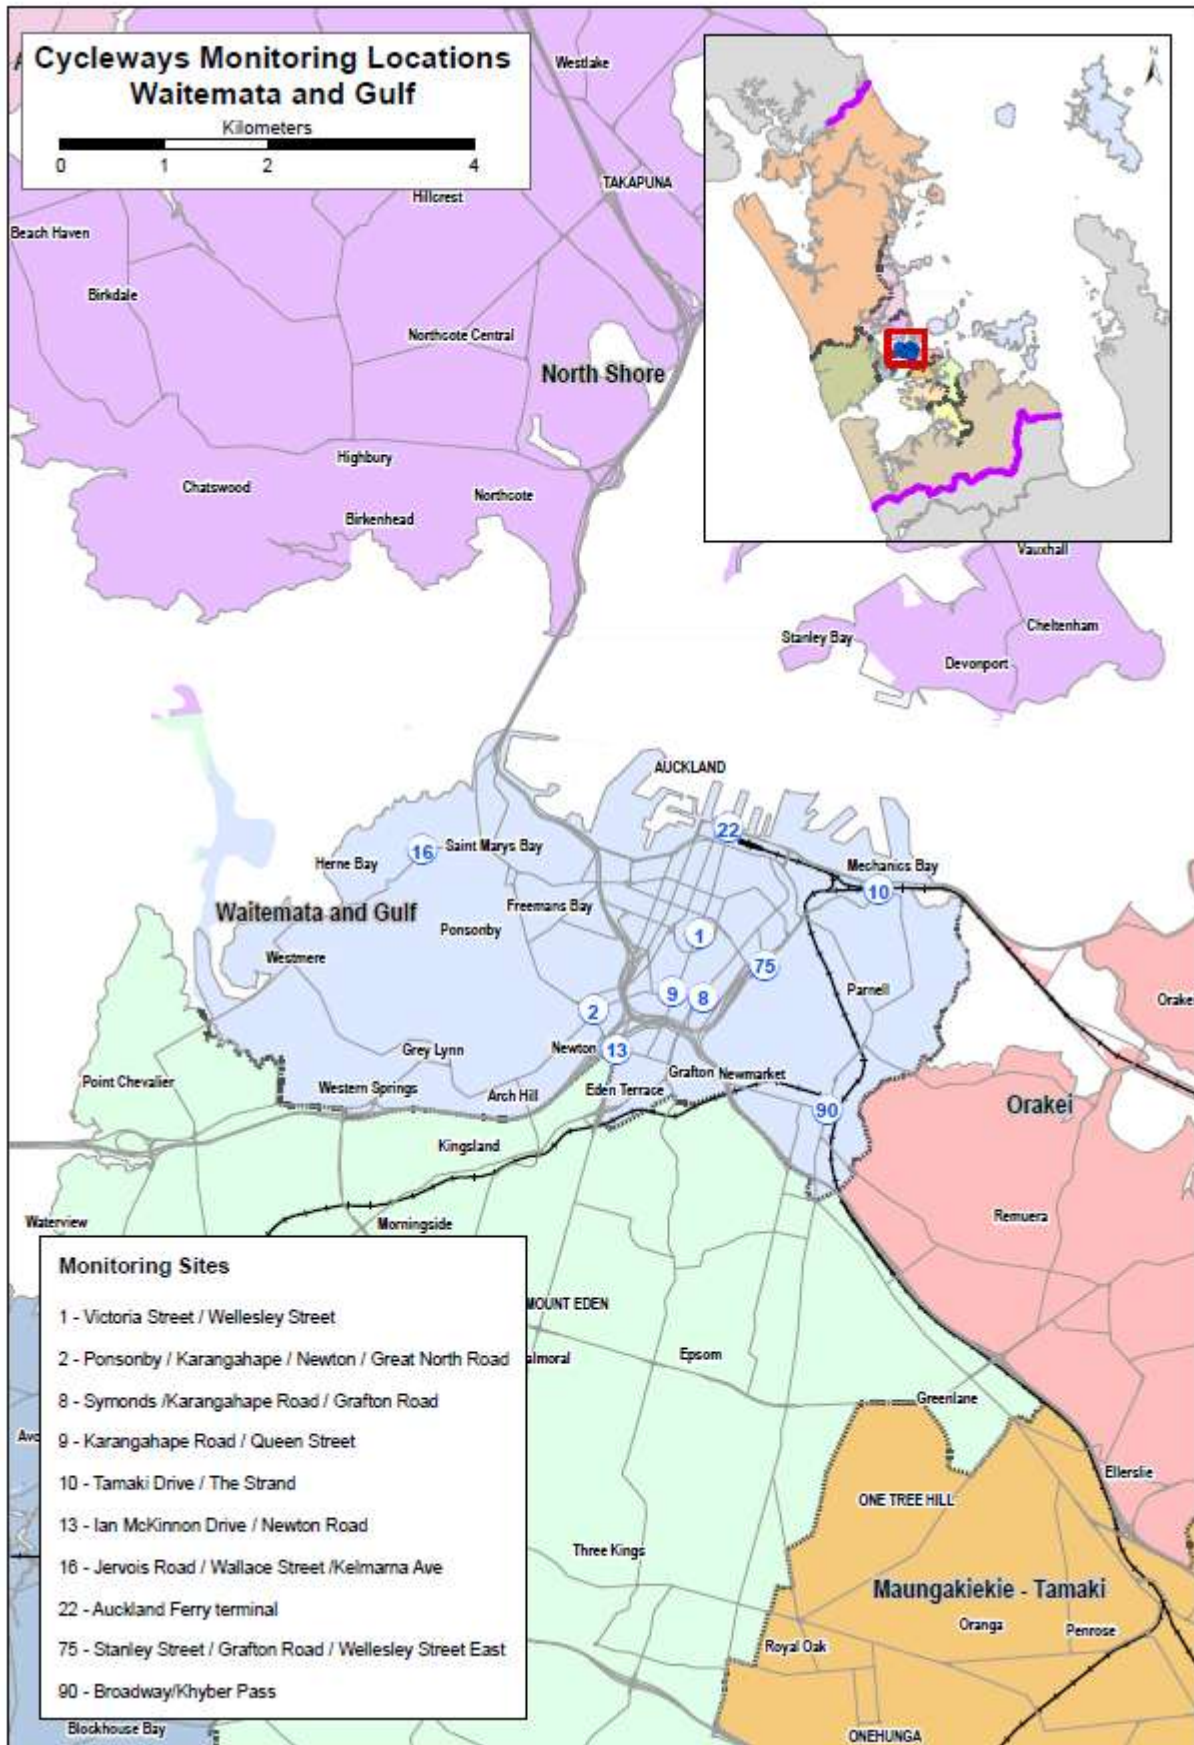 Cycleways Monitoring Locations
Waitemata and Gulf
Kilometers
0 1 2 4
N
Westlake
TAKAPUNA
Hillcrest
Beach Haven
Birkdale
Northcote Central
North Shore
Highbury
Chatswood
Northcote
Birkenhead
Vauxhall
Cheltenham
Stanley Bay
Devonport
AUCKLAND
22
Saint Marys Bay
16
Herne Bay
Mechanics Bay
10
Freemans Bay
Waitemata and Gulf
Ponsonby
1
Westmere
75
Parnell
9
8
2
Orake
Newton
13
Grey Lynn
Grafton
Newmarket
Point Chevalier
Western Springs
Arch Hill
Eden Terrace
90
Orakei
Kingsland
Remuera
Waterview
Morningside
Monitoring Sites
1 - Victoria Street / Wellesley Street
2 - Ponsonby / Karangahape / Newton / Great North Road
8 - Symonds /Karangahape Road / Grafton Road
9 - Karangahape Road / Queen Street
10 - Tamaki Drive / The Strand
13 - Ian McKinnon Drive / Newton Road
16 - Jervois Road / Wallace Street /Kelmarna Ave
22 - Auckland Ferry terminal
75 - Stanley Street / Grafton Road / Wellesley Street East
90 - Broadway/Khyber Pass
MOUNT EDEN
almoral
Epsom
Greenlane
Avo
Ellerslie
ONE TREE HILL
Three Kings
Maungakiekie - Tamaki
Oranga
Penrose
Royal Oak
Blockhouse Bay
ONEHUNGA